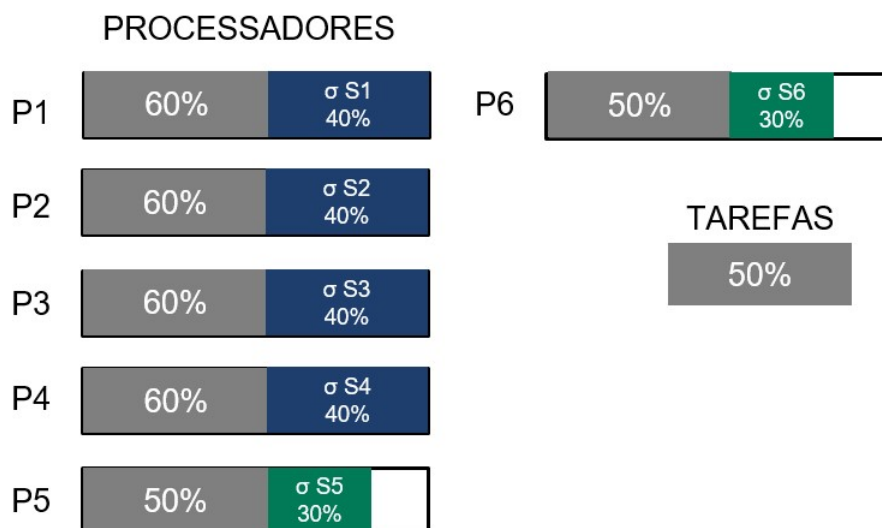 PROCESSADORES
P1
60%
σ S1
40%
P2
60%
σ S2
40%
P3
60%
σ S3
40%
P4
60%
σ S4
40%
P5
50%
σ S5
30%
P6
50%
σ S6
30%
TAREFAS
50%